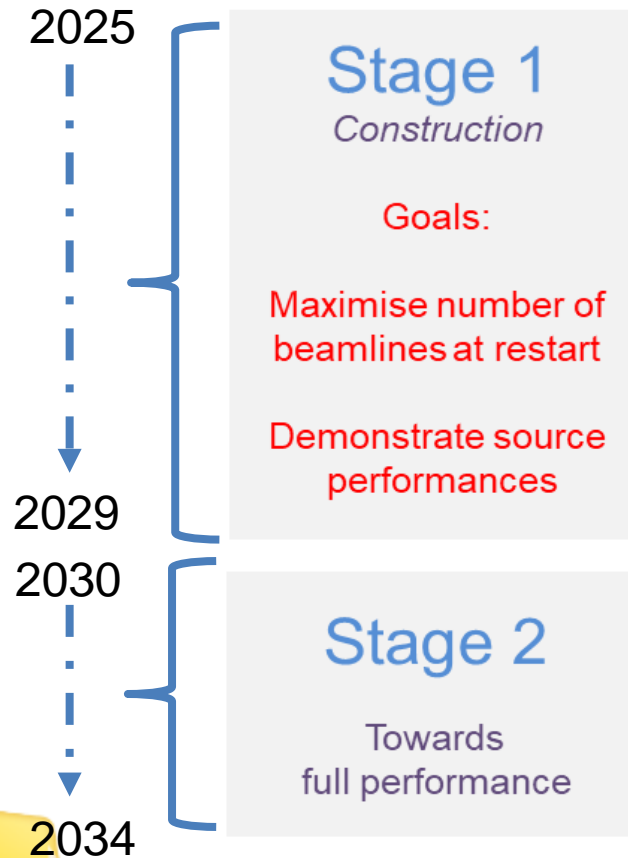 2025
Stage 1
Construction
Goals:
Maximise number of
beamlines at restart
Demonstrate source
performances
2029
2030
Stage 2
Towards
full performance
2034